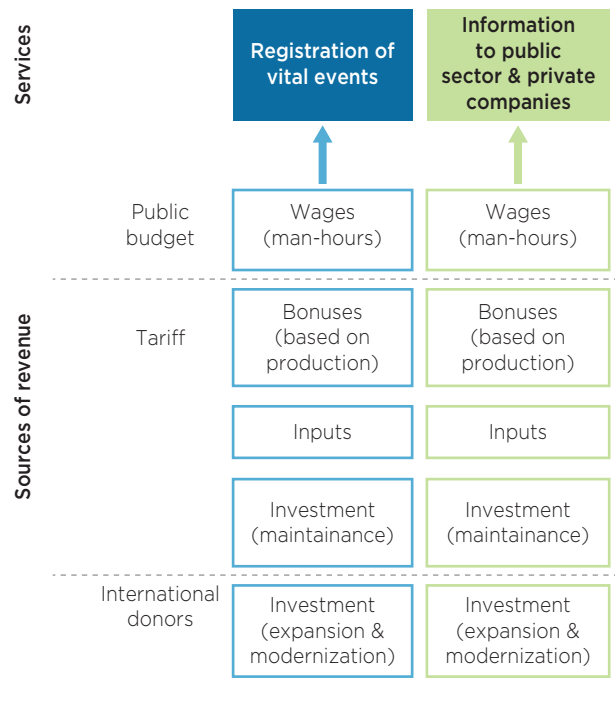 Services
Registration of
vital events
Information
to public
sector & private
companies
Public
budget
Wages
(man-hours)
Wages
(man-hours)
Sources of revenue
Tariff
Bonuses
(based on
production)
Bonuses
(based on
production)
Inputs
Inputs
Investment
(maintainance)
Investment
(maintainance)
International
donors
Investment
(expansion &
modernization)
Investment
(expansion &
modernization)